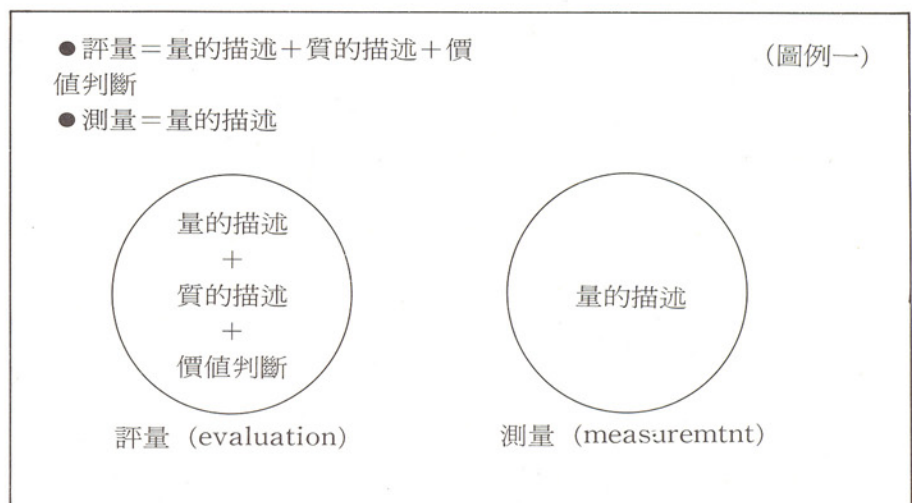 ●評量＝量的描述＋質的描述＋價
(圖例一)
值判斷
●測量＝量的描述
量的描述
＋
質的描述
＋
價值判斷
評量 (evaluation)
量的描述
測量 (measuremtnt)